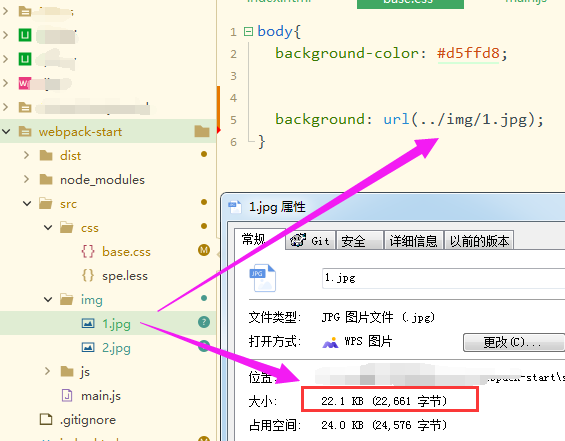 base.css
main.js
webpack-start
dist
node_modules
src
css
base.css
M
spe.less
img
1.jpg
?
2.jpg
?
js
main.js
.gitignore
1 body{
2 background-color: #d5ffd8;
3
4
5 background: url(../img/1.jpg);
6 }
1.jpg 属性
常规 Git 安全 详细信息 以前的版本
JPG
1.jpg
文件类型: JPG 图片文件 (.jpg)
打开方式: WPS 图片 更改(C)...
位置:
大小: 22.1 KB (22,661 字节)
占用空间: 24.0 KB (24,576 字节)